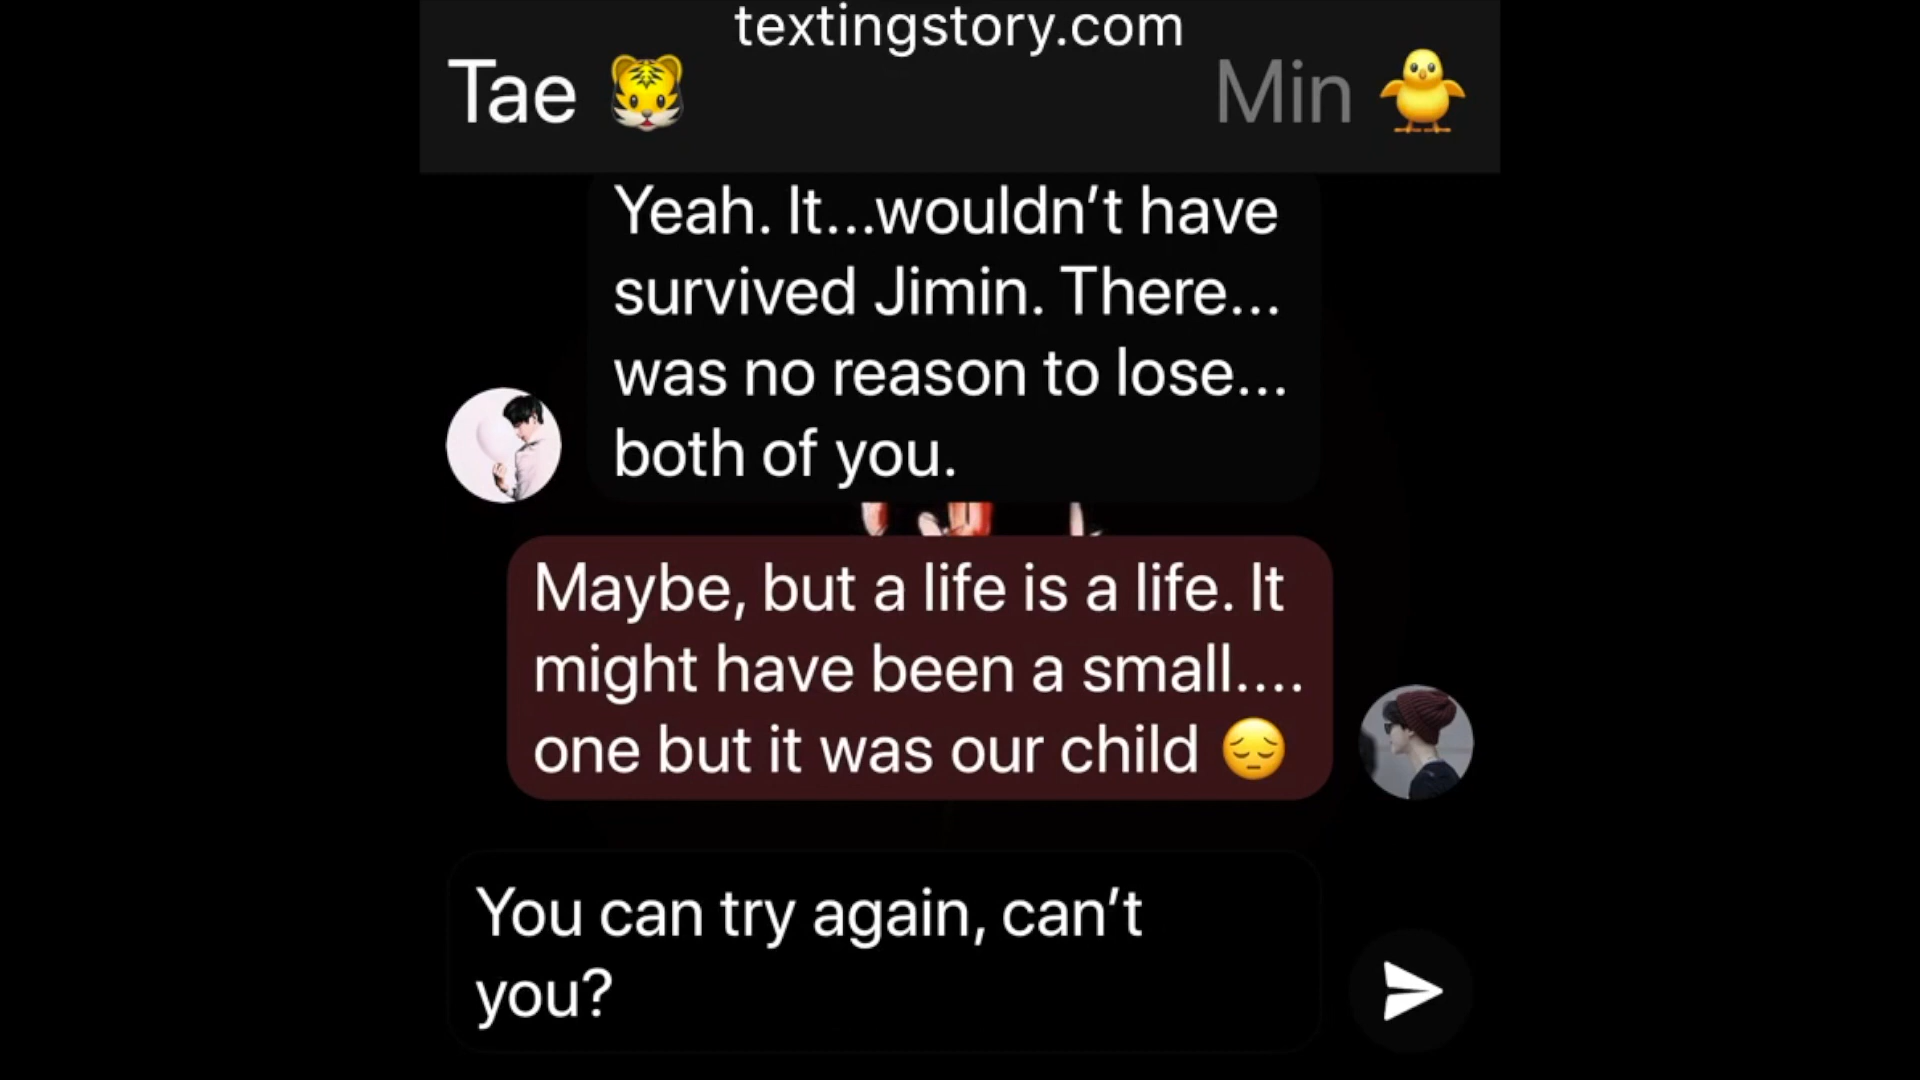 textingstory.com
Tae 🐯
Min 🐥
Yeah. It...wouldn’t have
survived Jimin. There...
was no reason to lose...
both of you.
Maybe, but a life is a life. It
might have been a small....
one but it was our child 😔
You can try again, can’t
you?